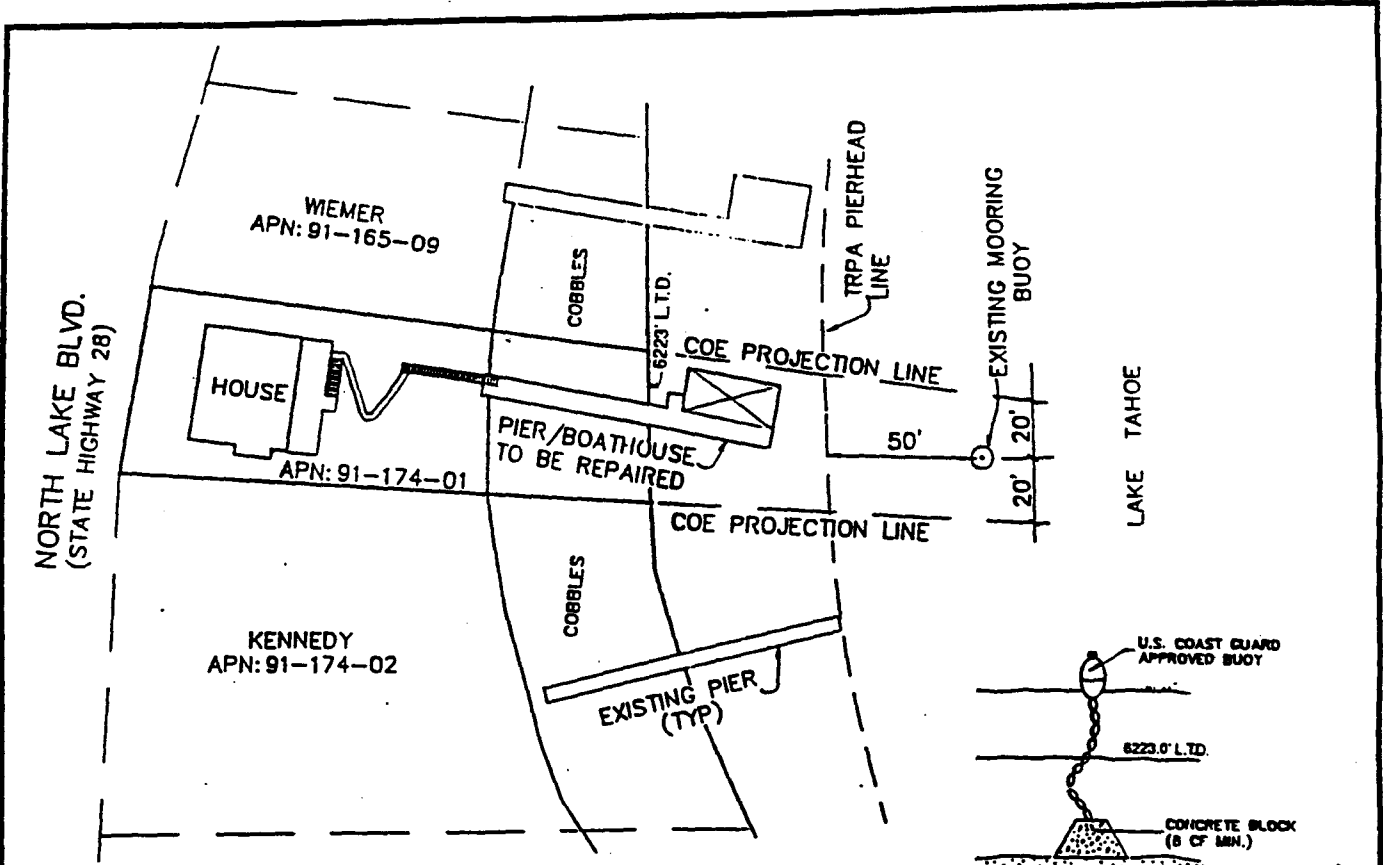 WIEMER
APN: 91-165-09
NORTH LAKE BLVD.
(STATE HIGHWAY 28)
HOUSE
APN: 91-174-01
COBBLES
6223' L.T.D.
TRPA PIERHEAD
LINE
EXISTING MOORING
BUOY
COE PROJECTION LINE
PIER/BOATHOUSE
TO BE REPAIRED
50'
20'
20'
LAKE TAHOE
COE PROJECTION LINE
COBBLES
KENNEDY
APN: 91-174-02
EXISTING PIER
(TYP)
U.S. COAST GUARD
APPROVED BUOY
6223.0' L.T.D.
CONCRETE BLOCK
(8 CF MIN.)